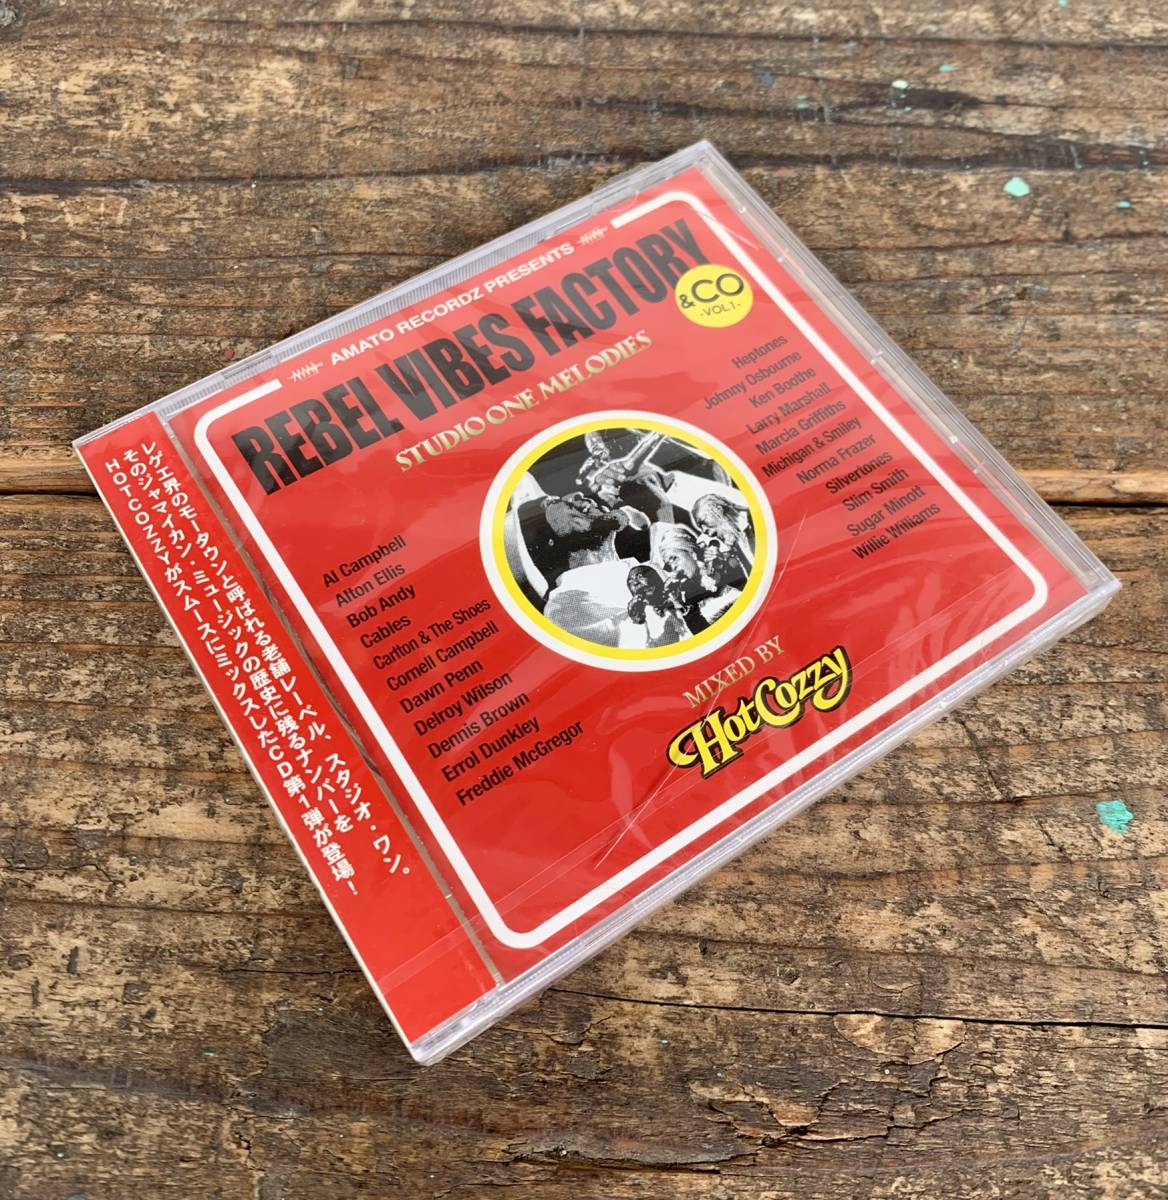 AMATO RECORDZ PRESENTS
REBEL VIBES FACTORY
&CO
-VOL.1-
STUDIO ONE MELODIES
Al Campbell
Alton Ellis
Bob Andy
Cables
Carlton & The Shoes
Cornell Campbell
Dawn Penn
Delroy Wilson
Dennis Brown
Errol Dunkley
Freddie McGregor
Heptones
Johnny Osbourne
Ken Boothe
Larry Marshall
Marcia Griffiths
Michigan & Smiley
Norma Frazer
Silvertones
Slim Smith
Sugar Minott
Willie Williams
MIXED BY
HotCozzy
レゲエ界のモータウンと呼ばれる老舗レーベル、スタジオ・ワン。
そのジャマイカン・ミュージックの歴史に残るナンバーを
HOTCOZZYがスムースにミックスしたCD第1弾が登場!